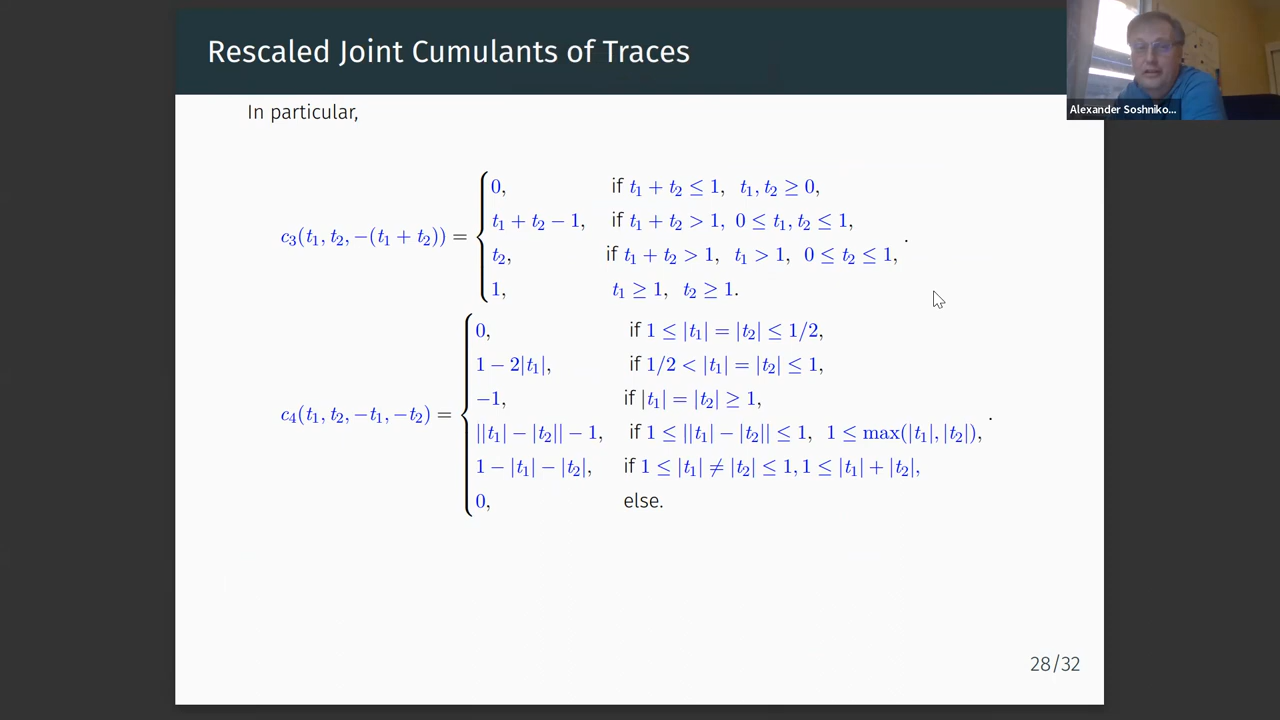 Rescaled Joint Cumulants of Traces
Alexander Soshniko...
In particular,
c₃(t₁, t₂, −(t₁ + t₂)) =
0, if t₁ + t₂ ≤ 1, t₁, t₂ ≥ 0,
t₁ + t₂ − 1, if t₁ + t₂ > 1, 0 ≤ t₁, t₂ ≤ 1,
t₂, if t₁ + t₂ > 1, t₁ > 1, 0 ≤ t₂ ≤ 1,
1, t₁ ≥ 1, t₂ ≥ 1.
.
c₄(t₁, t₂, −t₁, −t₂) =
0, if 1 ≤ |t₁| = |t₂| ≤ 1/2,
1 − 2|t₁|, if 1/2 < |t₁| = |t₂| ≤ 1,
−1, if |t₁| = |t₂| ≥ 1,
||t₁| − |t₂|| − 1, if 1 ≤ ||t₁| − |t₂|| ≤ 1, 1 ≤ max(|t₁|, |t₂|),
1 − |t₁| − |t₂|, if 1 ≤ |t₁| ≠ |t₂| ≤ 1, 1 ≤ |t₁| + |t₂|,
0, else.
.
28/32